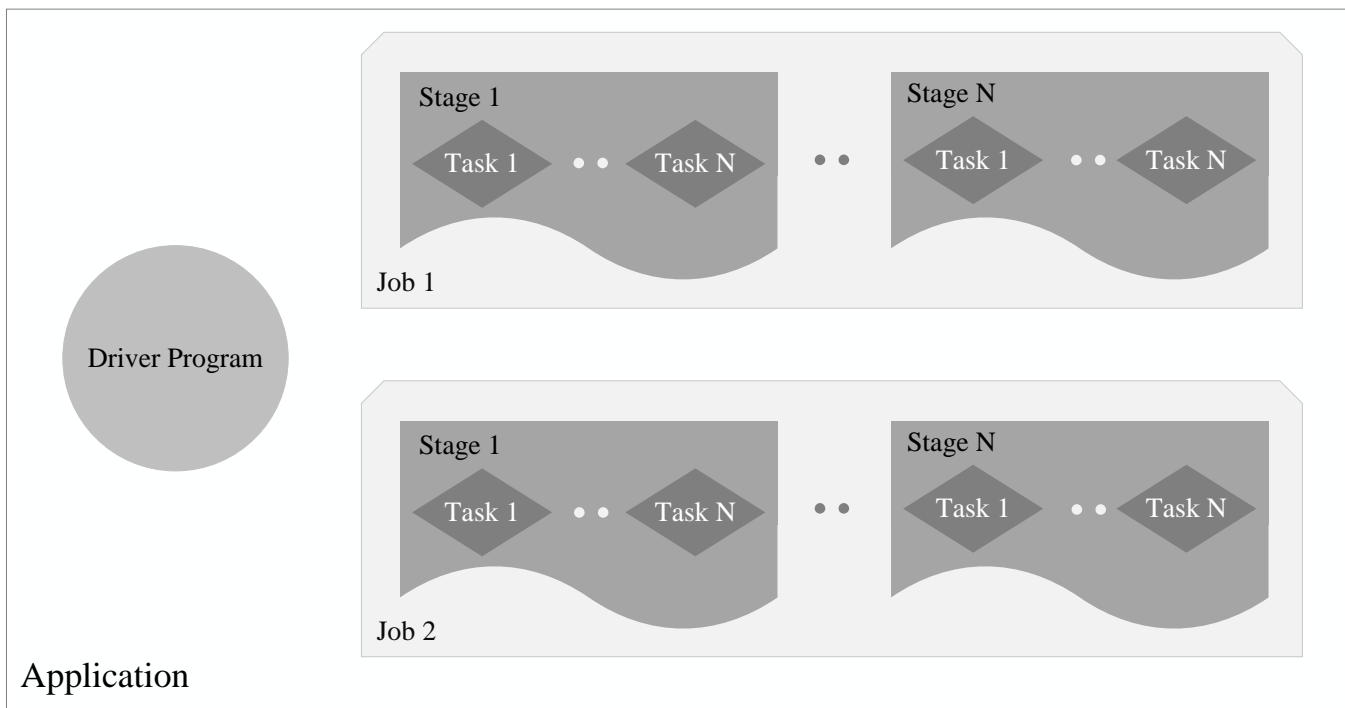 Stage 1
Stage N
Task 1
Task N
Task 1
Task N
Job 1
Driver Program
Stage 1
Stage N
Task 1
Task N
Task 1
Task N
Job 2
Application